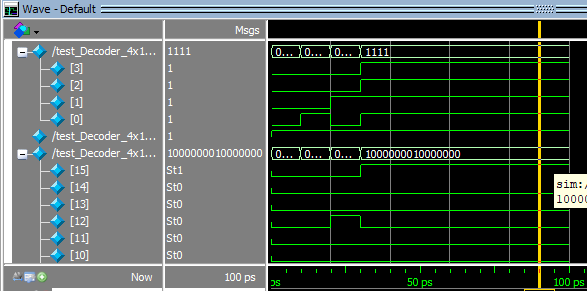 Wave - Default
Msgs
/test_Decoder_4x1... 1111 0... 0... 0... 1111
[3] 1
[2] 1
[1] 1
[0] 1
/test_Decoder_4x1... 1
/test_Decoder_4x1... 1000000010000000 0... 0... 0... 1000000010000000
[15] St1
[14] St0
[13] St0
[12] St0
[11] St0
[10] St0
sim:/
10000
Now 100 ps ps 50 ps 100 ps